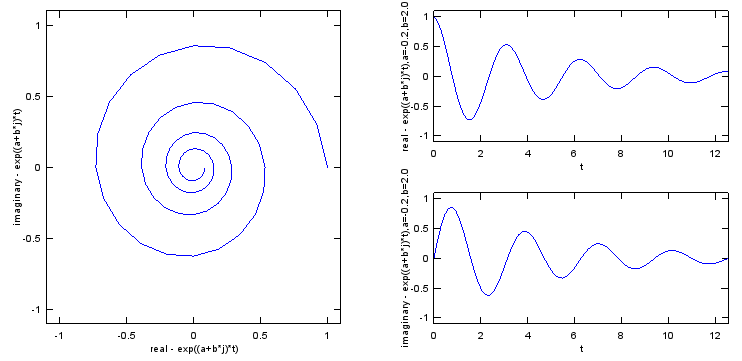 imaginary - exp((a+b*j)*t)
1
0.5
0
-0.5
-1
-1 -0.5 0 0.5 1
real - exp((a+b*j)*t)
real - exp((a+b*j)*t),a=-0.2,b=2.0
1
0.5
0
-0.5
-1
0 2 4 6 8 10 12
t
imaginary - exp((a+b*j)*t),a=-0.2,b=2.0
1
0.5
0
-0.5
-1
0 2 4 6 8 10 12
t